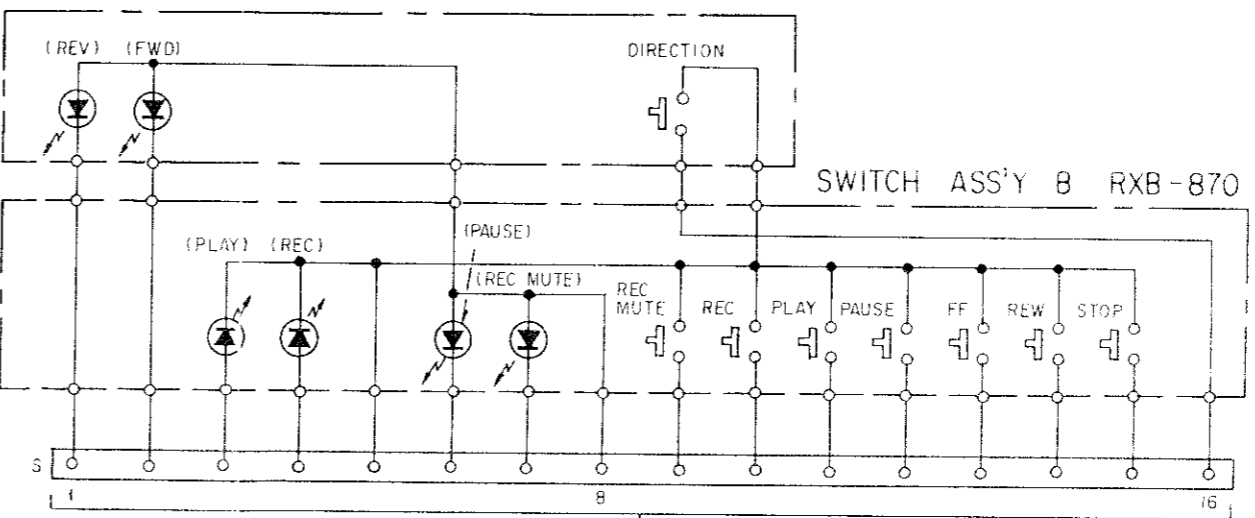 (REV) (FWD) DIRECTION
SWITCH ASS'Y B RXB-870
(PLAY) (REC) (PAUSE)
(REC MUTE)
REC MUTE REC PLAY PAUSE FF REW STOP
S
1 8 16